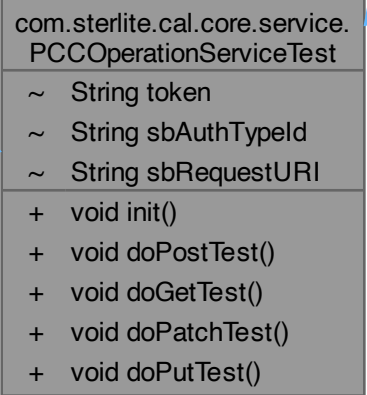 com.sterlite.cal.core.service.
PCCOperationServiceTest
~ String token
~ String sbAuthTypeId
~ String sbRequestURI
+ void init()
+ void doPostTest()
+ void doGetTest()
+ void doPatchTest()
+ void doPutTest()